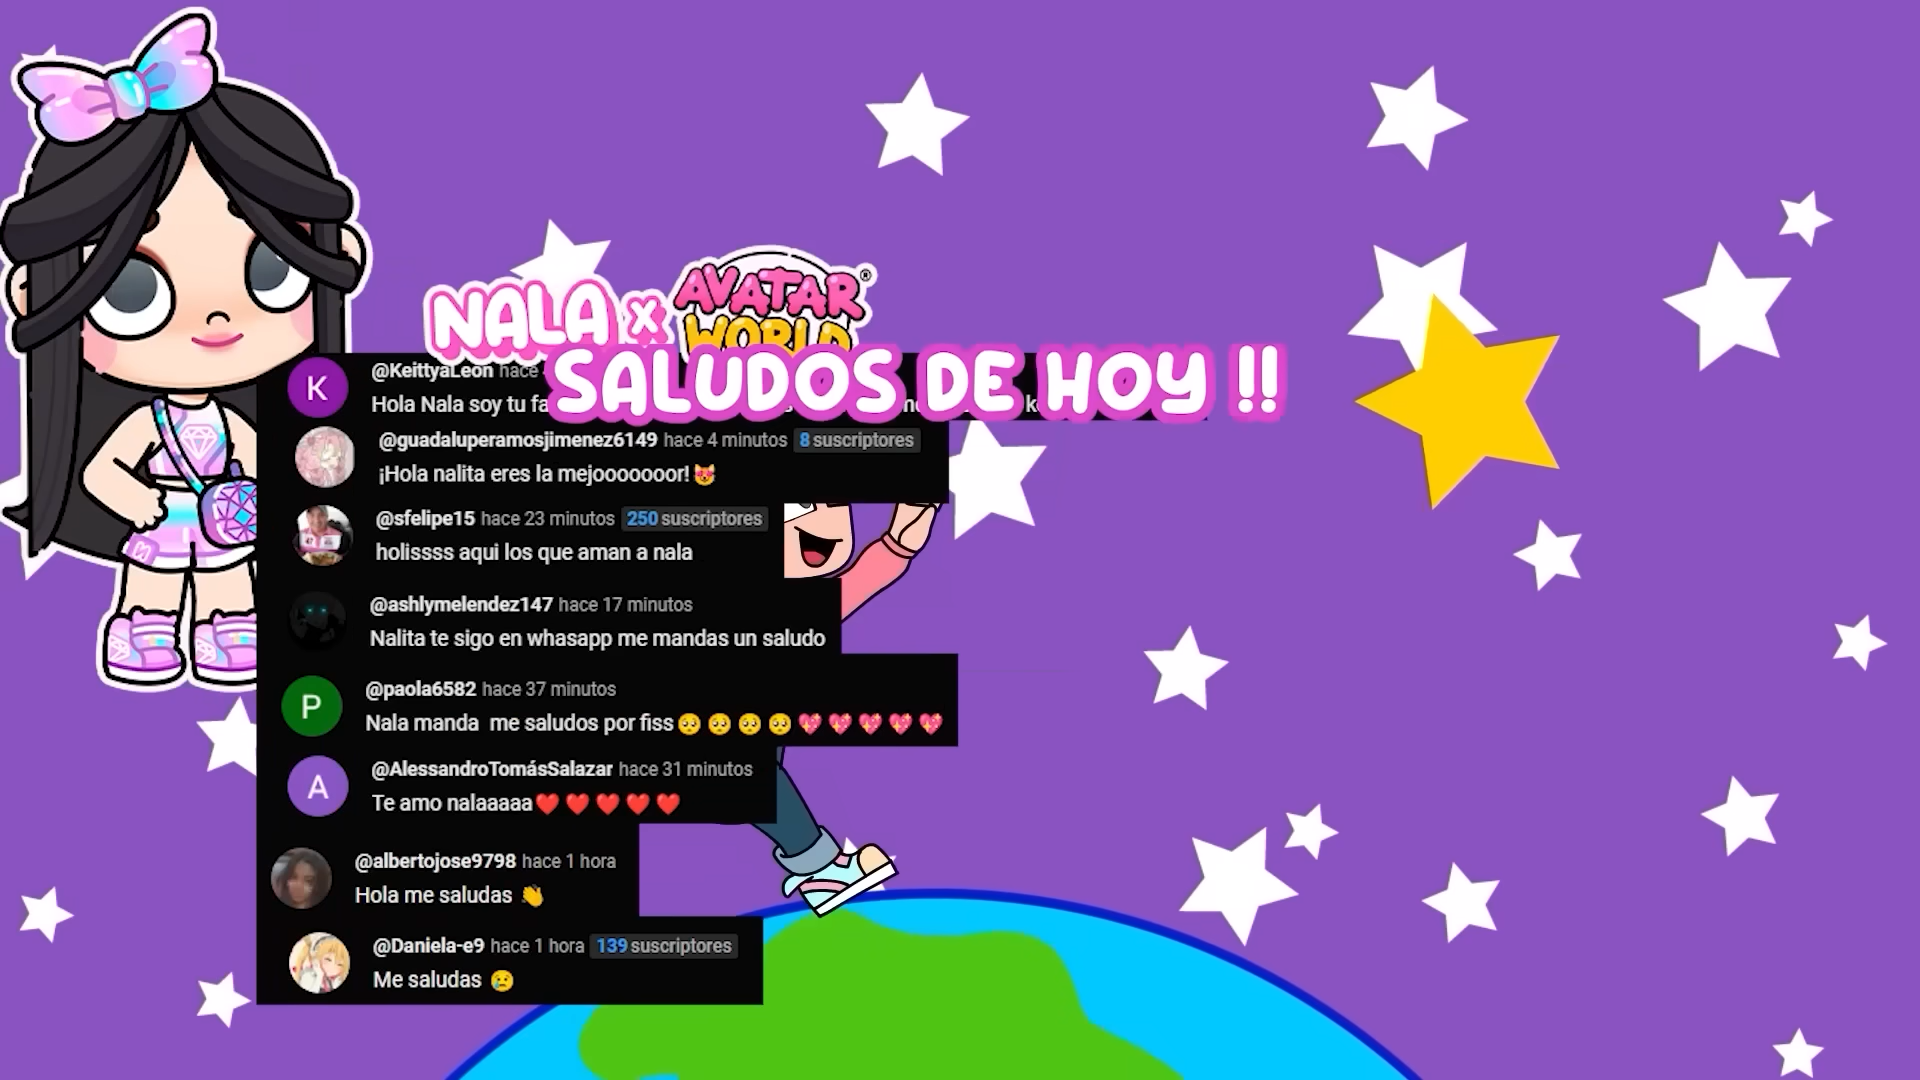 NALA x AVATAR WORLD ®
SALUDOS DE HOY !!
K
@KeittyaLeon hace
Hola Nala soy tu
@guadaluperamosjimenez6149 hace 4 minutos 8 suscriptores
¡Hola nalita eres la mejooooooor! 😻
@sfelipe15 hace 23 minutos 250 suscriptores
holissss aqui los que aman a nala
@ashlymelendez147 hace 17 minutos
Nalita te sigo en whasapp me mandas un saludo
P
@paola6582 hace 37 minutos
Nala manda  me saludos por fiss🥺🥺🥺🥺💖💖💖💖💖
A
@AlessandroTomásSalazar hace 31 minutos
Te amo nalaaaaa❤️❤️❤️❤️❤️
@albertojose9798 hace 1 hora
Hola me saludas 👏
@Daniela-e9 hace 1 hora 139 suscriptores
Me saludas 😢